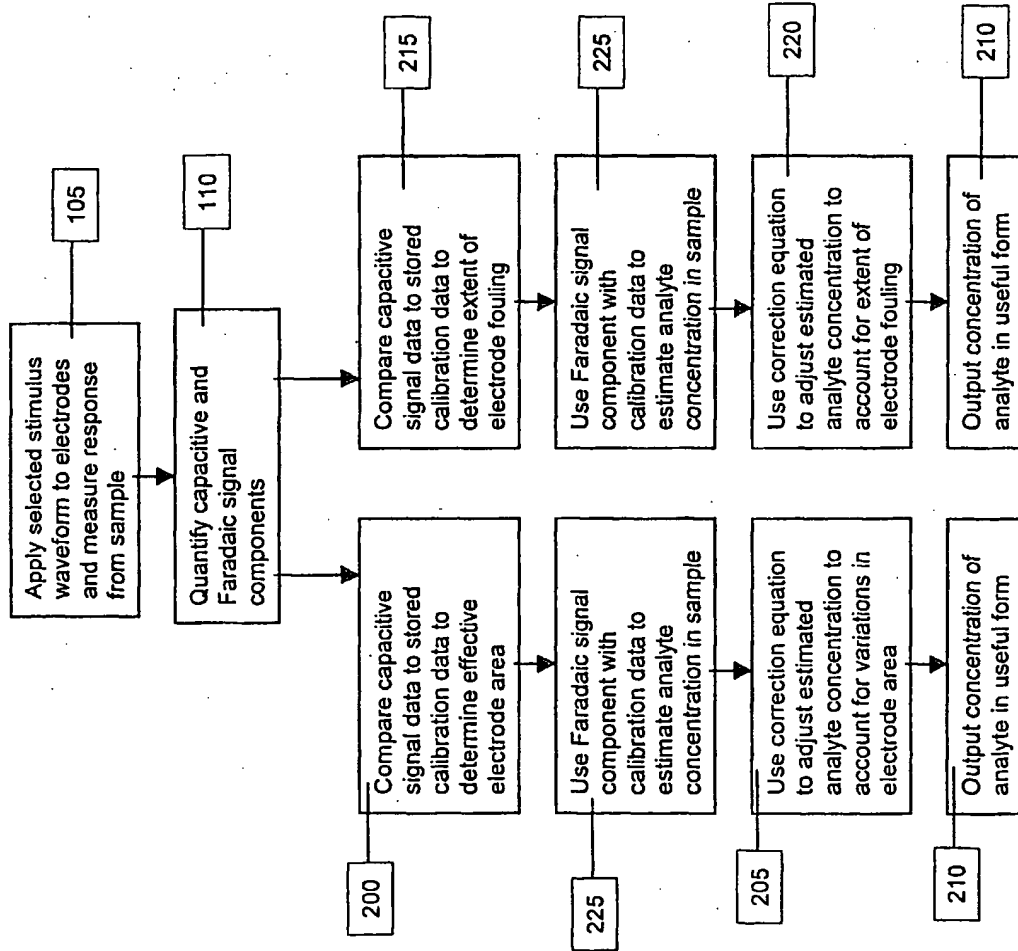 Apply selected stimulus
waveform to electrodes
and measure response
from sample
105
Quantify capacitive and
Faradaic signal
components
110
Compare capacitive
signal data to stored
calibration data to
determine effective
electrode area
200
Use Faradaic signal
component with
calibration data to
estimate analyte
concentration in sample
225
Use correction equation
to adjust estimated
analyte concentration to
account for variations in
electrode area
205
Output concentration of
analyte in useful form
210
Compare capacitive
signal data to stored
calibration data to
determine extent of
electrode fouling
215
Use Faradaic signal
component with
calibration data to
estimate analyte
concentration in sample
225
Use correction equation
to adjust estimated
analyte concentration to
account for extent of
electrode fouling
220
Output concentration of
analyte in useful form
210